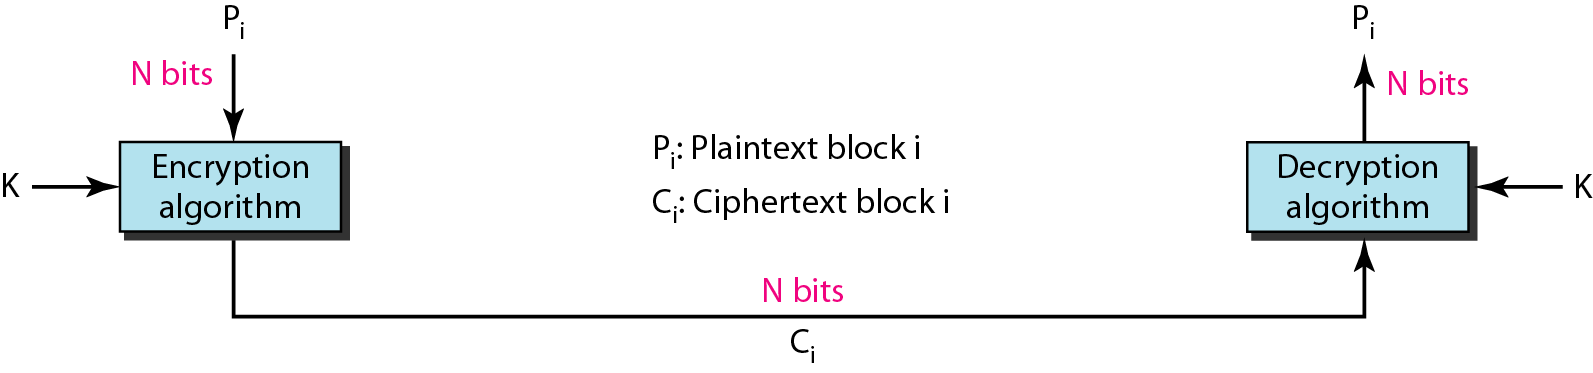 Pi
Pi
N bits
N bits
Encryption
algorithm
K
Pi: Plaintext block i
Ci: Ciphertext block i
Decryption
algorithm
K
N bits
Ci